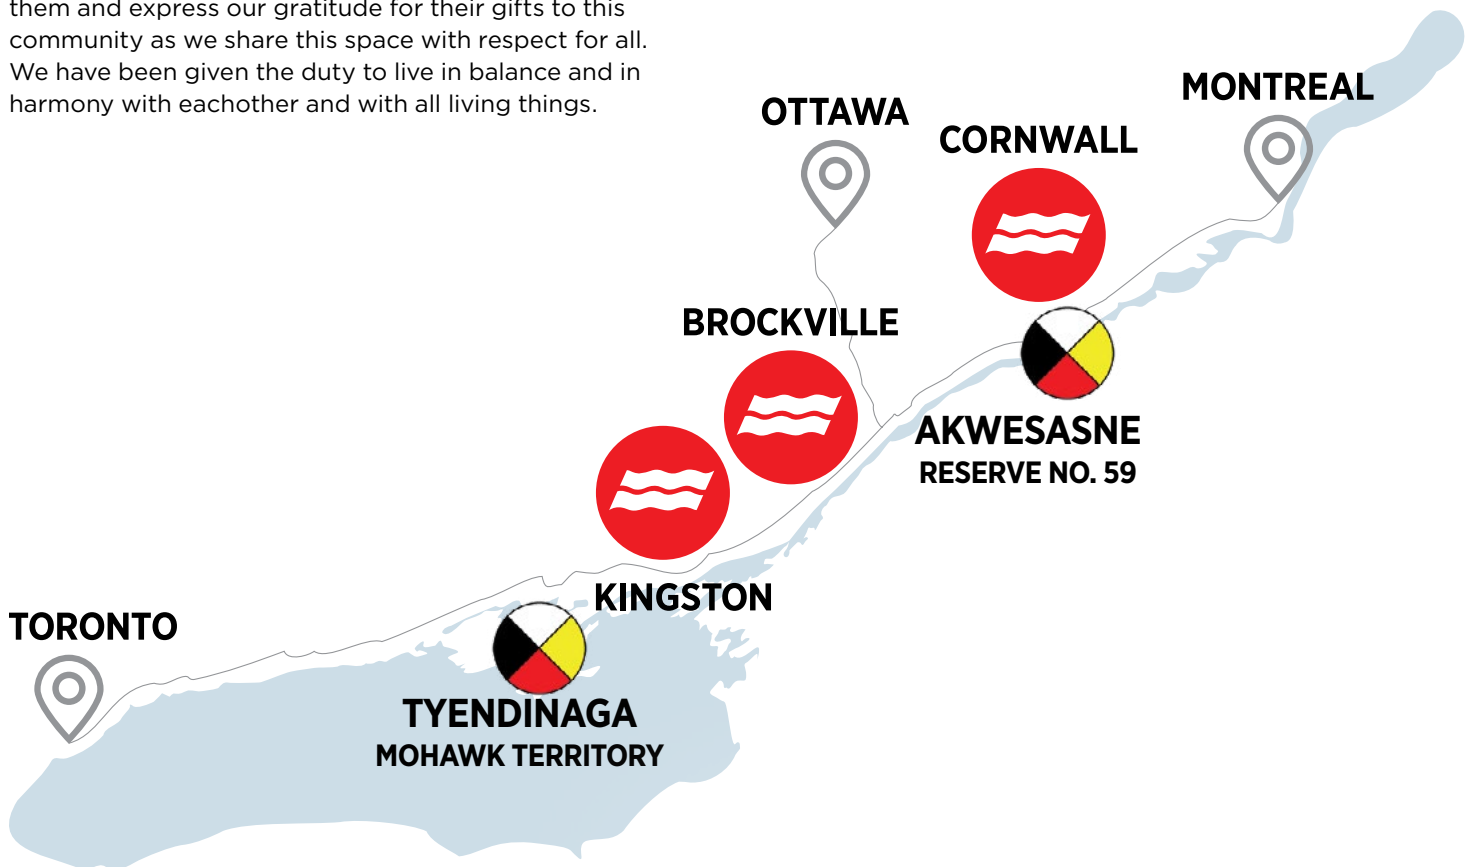 them and express our gratitude for their gifts to this
community as we share this space with respect for all.
We have been given the duty to live in balance and in
harmony with eachother and with all living things.
OTTAWA
CORNWALL
MONTREAL
BROCKVILLE
AKWESASNE
RESERVE NO. 59
KINGSTON
TORONTO
TYENDINAGA
MOHAWK TERRITORY